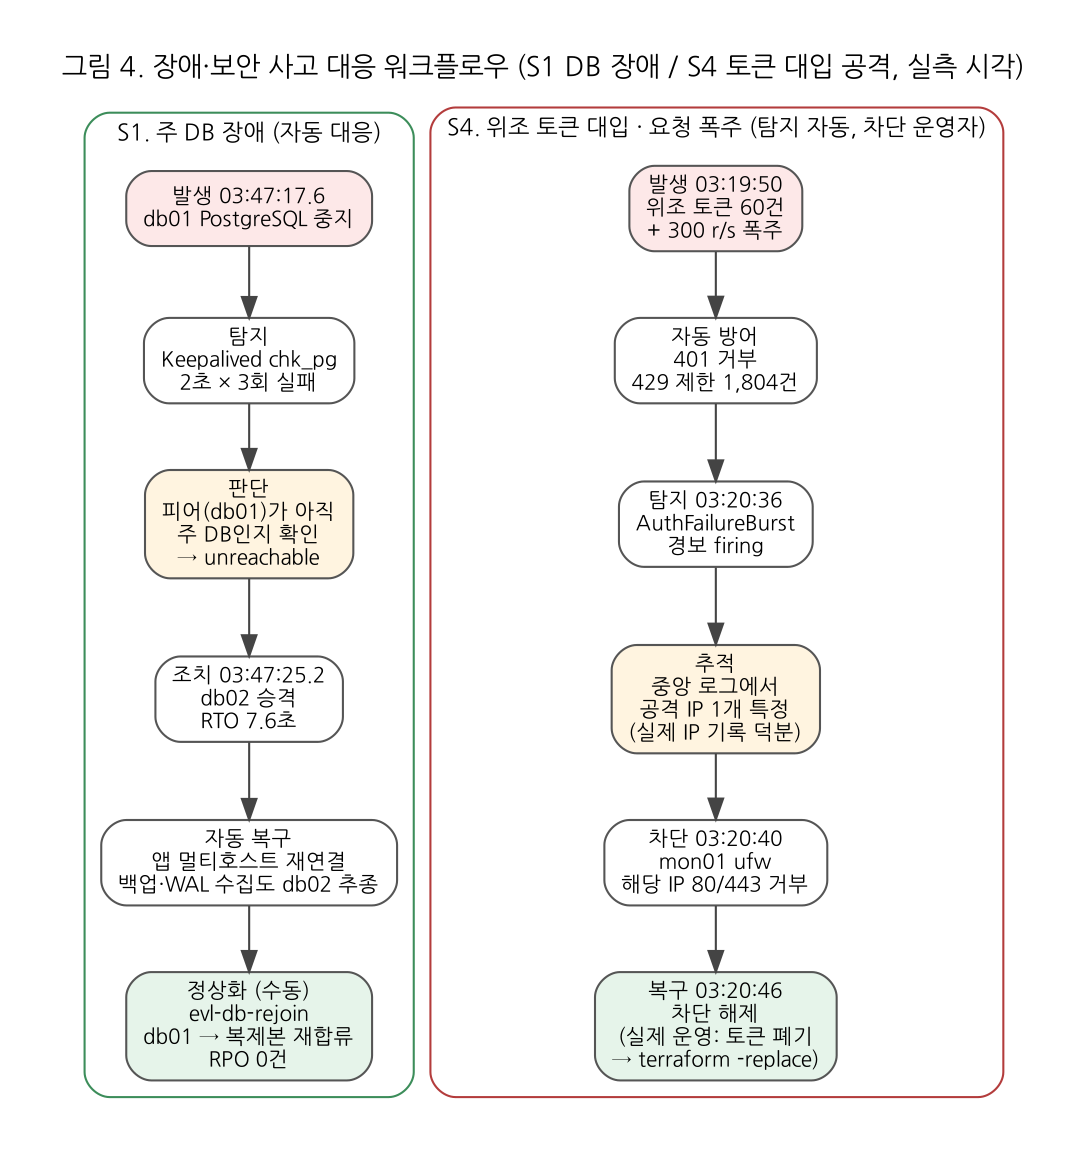 그림 4. 장애·보안 사고 대응 워크플로우 (S1 DB 장애 / S4 토큰 대입 공격, 실측 시각)
S1. 주 DB 장애 (자동 대응)
발생 03:47:17.6
db01 PostgreSQL 중지
탐지
Keepalived chk_pg
2초 × 3회 실패
판단
피어(db01)가 아직
주 DB인지 확인
→ unreachable
조치 03:47:25.2
db02 승격
RTO 7.6초
자동 복구
앱 멀티호스트 재연결
백업·WAL 수집도 db02 추종
정상화 (수동)
evl-db-rejoin
db01 → 복제본 재합류
RPO 0건
S4. 위조 토큰 대입 · 요청 폭주 (탐지 자동, 차단 운영자)
발생 03:19:50
위조 토큰 60건
+ 300 r/s 폭주
자동 방어
401 거부
429 제한 1,804건
탐지 03:20:36
AuthFailureBurst
경보 firing
추적
중앙 로그에서
공격 IP 1개 특정
(실제 IP 기록 덕분)
차단 03:20:40
mon01 ufw
해당 IP 80/443 거부
복구 03:20:46
차단 해제
(실제 운영: 토큰 폐기
→ terraform -replace)